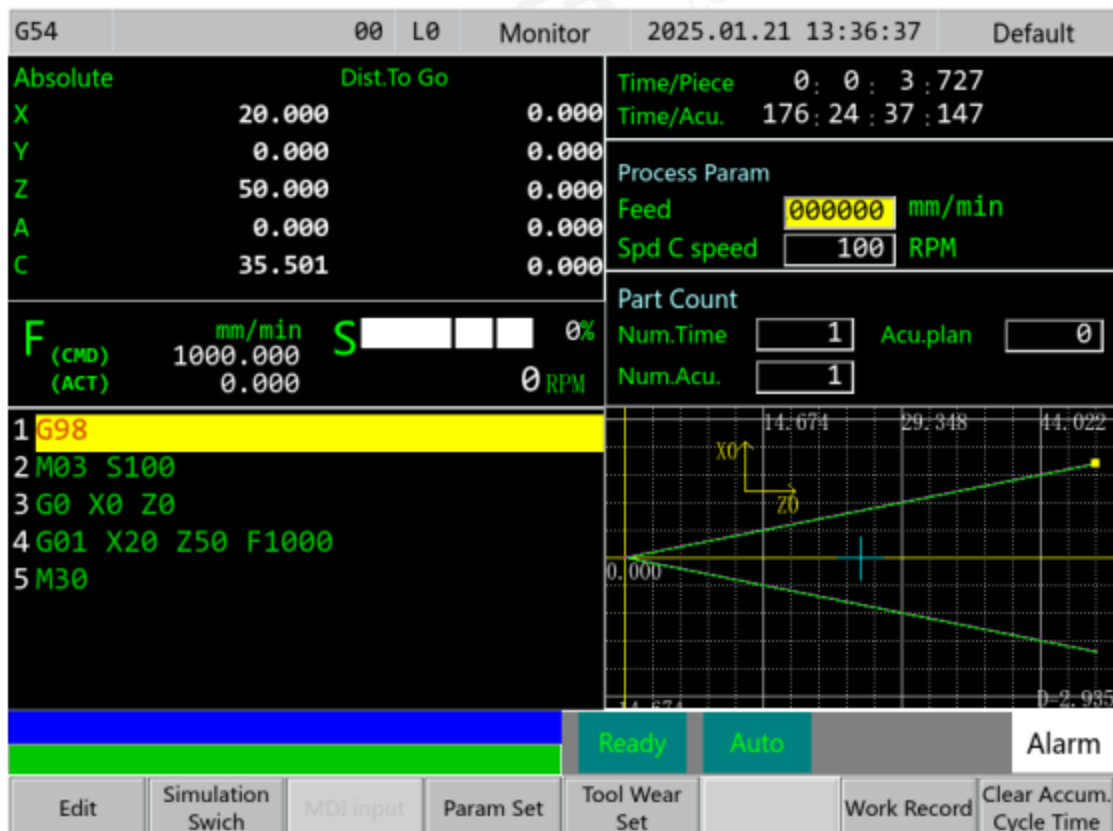 G54 00 L0 Monitor 2025.01.21 13:36:37 Default
Absolute Dist.To Go
X 20.000 0.000
Y 0.000 0.000
Z 50.000 0.000
A 0.000 0.000
C 35.501 0.000
Time/Piece 0: 0: 3:727
Time/Acu. 176:24:37:147
Process Param
Feed 000000 mm/min
Spd C speed 100 RPM
Part Count
Num.Time 1 Acu.plan 0
Num.Acu. 1
F mm/min S 0%
(CMD) 1000.000
(ACT) 0.000 0 RPM
1 G98
2 M03 S100
3 G0 X0 Z0
4 G01 X20 Z50 F1000
5 M30
14.674 29.348 44.022
X0
Z0
0.000
D=2.935
Ready Auto Alarm
Edit
Simulation
Swich
MDI input
Param Set
Tool Wear
Set
Work Record
Clear Accum.
Cycle Time